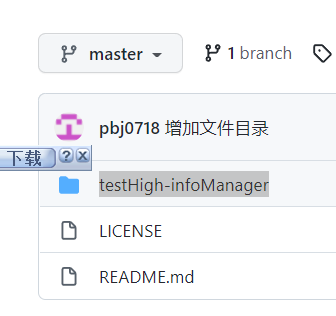 master
1 branch
pbj0718 增加文件目录
下载 ? X
testHigh-infoManager
LICENSE
README.md